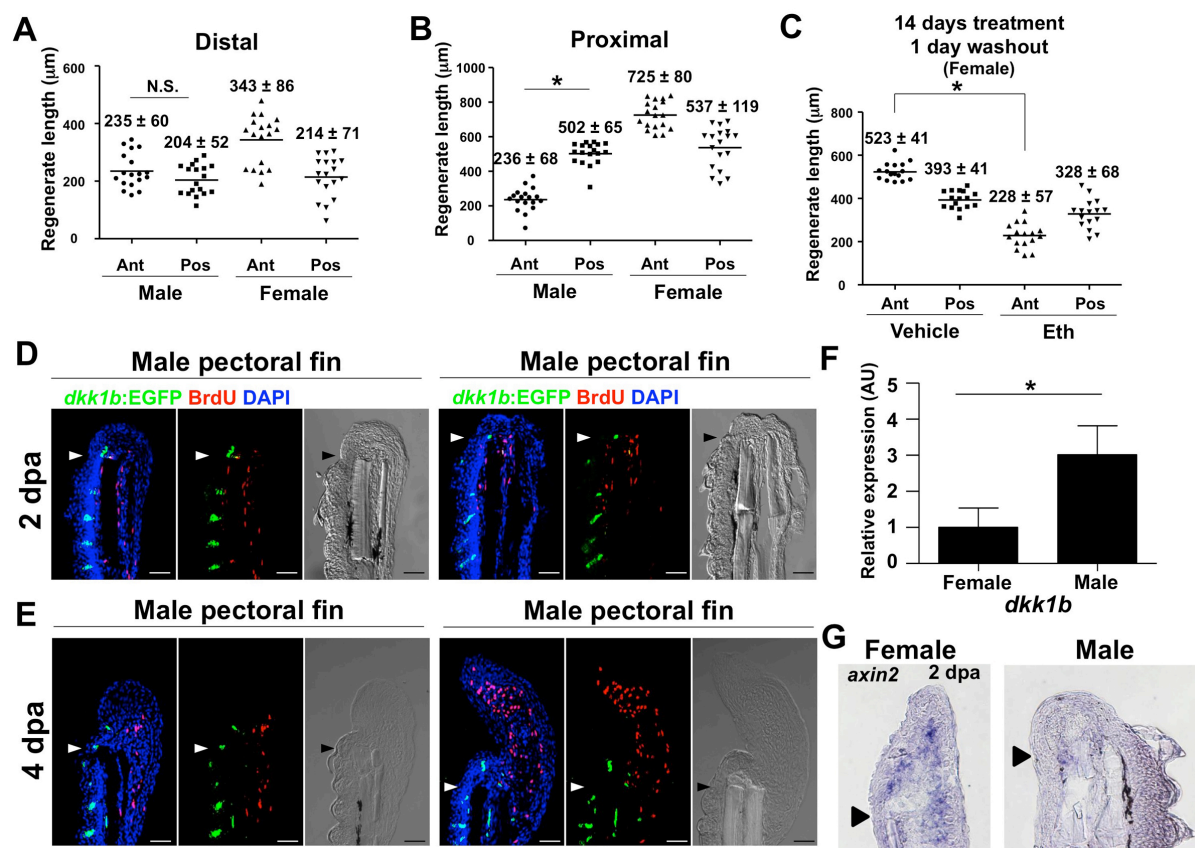 A
Distal
Regenerate length (μm)
600
400
200
0
N.S.
235 ± 60
204 ± 52
343 ± 86
214 ± 71
Ant
Pos
Ant
Pos
Male
Female
B
Proximal
Regenerate length (μm)
1000
800
600
400
200
0
*
236 ± 68
502 ± 65
725 ± 80
537 ± 119
Ant
Pos
Ant
Pos
Male
Female
C
14 days treatment
1 day washout
(Female)
Regenerate length (μm)
800
600
400
200
0
*
523 ± 41
393 ± 41
228 ± 57
328 ± 68
Ant
Pos
Ant
Pos
Vehicle
Eth
D
Male pectoral fin
Male pectoral fin
dkk1b:EGFP BrdU DAPI
dkk1b:EGFP BrdU DAPI
2 dpa
E
Male pectoral fin
Male pectoral fin
4 dpa
F
Relative expression (AU)
5
4
3
2
1
0
*
Female
Male
dkk1b
G
Female
Male
axin2
2 dpa